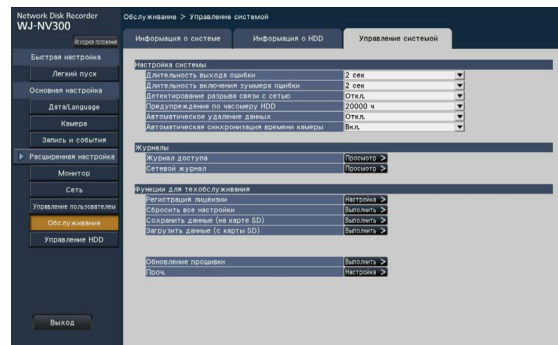 Network Disk Recorder
WJ-NV300
Исходное положение
Быстрая настройка
Легкий пуск
Основная настройка
Дата/Language
Камера
Запись и события
Расширенная настройка
Монитор
Сеть
Управление пользователем
Обслуживание
Управление HDD
Выход
Обслуживание > Управление системой
Информация о системе
Информация о HDD
Управление системой
Настройка системы
Длительность выхода ошибки 2 сек
Длительность включения зуммера ошибки 2 сек
Детектирование разрыва связи с сетью Откл.
Предупреждение по часомеру HDD 20000 ч
Автоматическое удаление данных Откл.
Автоматическая синхронизация времени камеры Вкл.
Журналы
Журнал доступа Просмотр >
Сетевой журнал Просмотр >
Функции для техобслуживания
Регистрация лицензии Настройка >
Сбросить все настройки Выполнить >
Сохранить данные (на карте SD) Выполнить >
Загрузить данные (с карты SD) Выполнить >
Обновление прошивки Выполнить >
Проч. Настройка >